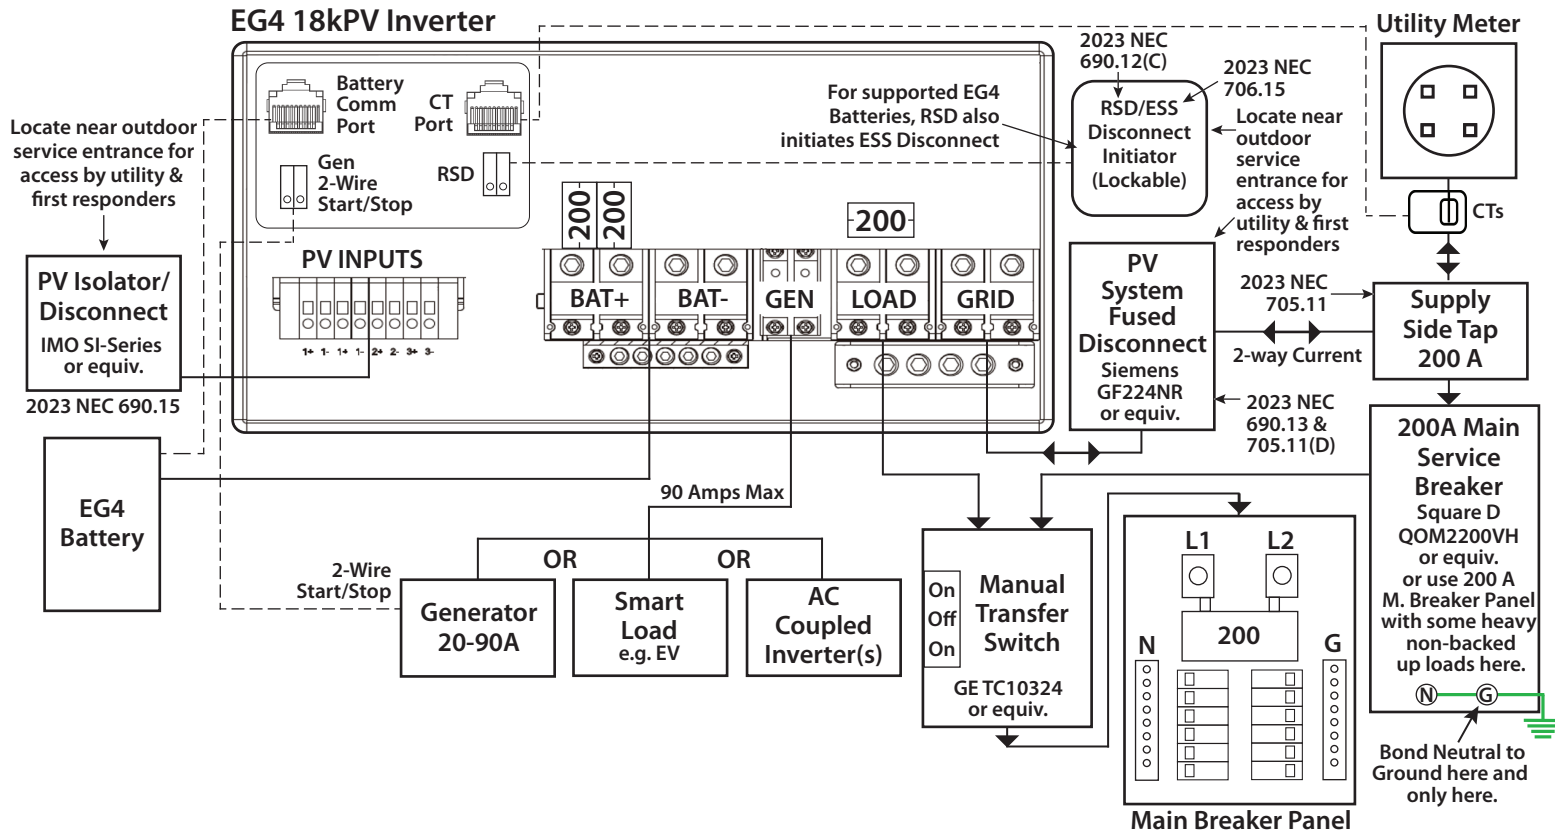 EG4 18kPV Inverter
Utility Meter
Battery
Comm
Port
CT
Port
Gen
2-Wire
Start/Stop
RSD
Locate near outdoor
service entrance for
access by utility &
first responders
For supported EG4
Batteries, RSD also
initiates ESS Disconnect
2023 NEC
690.12(C)
2023 NEC
706.15
RSD/ESS
Disconnect
Initiator
(Lockable)
Locate near
outdoor
service
entrance for
access by
utility & first
responders
CTs
200
200
200
PV INPUTS
1+ 1- 1+ 1- 2+ 2- 3+ 3-
BAT+
BAT-
GEN
LOAD
GRID
PV Isolator/
Disconnect
IMO SI-Series
or equiv.
2023 NEC 690.15
PV
System
Fused
Disconnect
Siemens
GF224NR
or equiv.
2023 NEC
705.11
2-way Current
2023 NEC
690.13 &
705.11(D)
Supply
Side Tap
200 A
200A Main
Service
Breaker
Square D
QOM2200VH
or equiv.
or use 200 A
M. Breaker Panel
with some heavy
non-backed
up loads here.
N
G
Bond Neutral to
Ground here and
only here.
EG4
Battery
90 Amps Max
2-Wire
Start/Stop
OR
OR
Generator
20-90A
Smart
Load
e.g. EV
AC
Coupled
Inverter(s)
On
Off
On
Manual
Transfer
Switch
GE TC10324
or equiv.
L1
L2
200
N
G
Main Breaker Panel